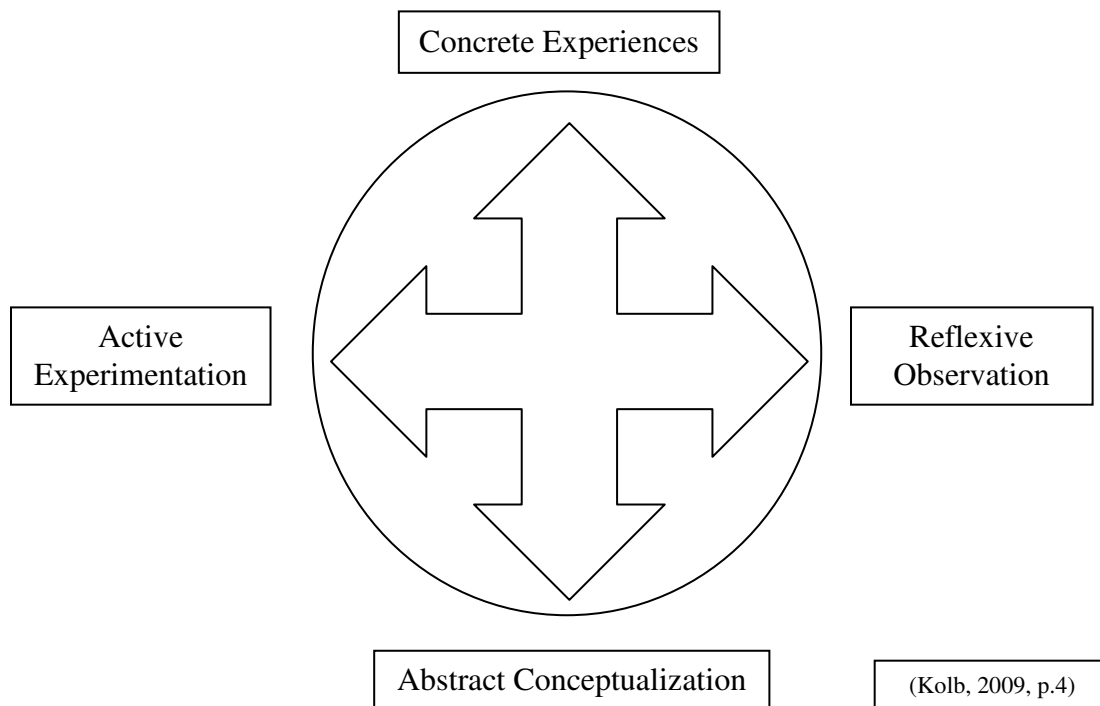 Concrete Experiences
Active
Experimentation
Reflexive
Observation
Abstract Conceptualization
(Kolb, 2009, p.4)